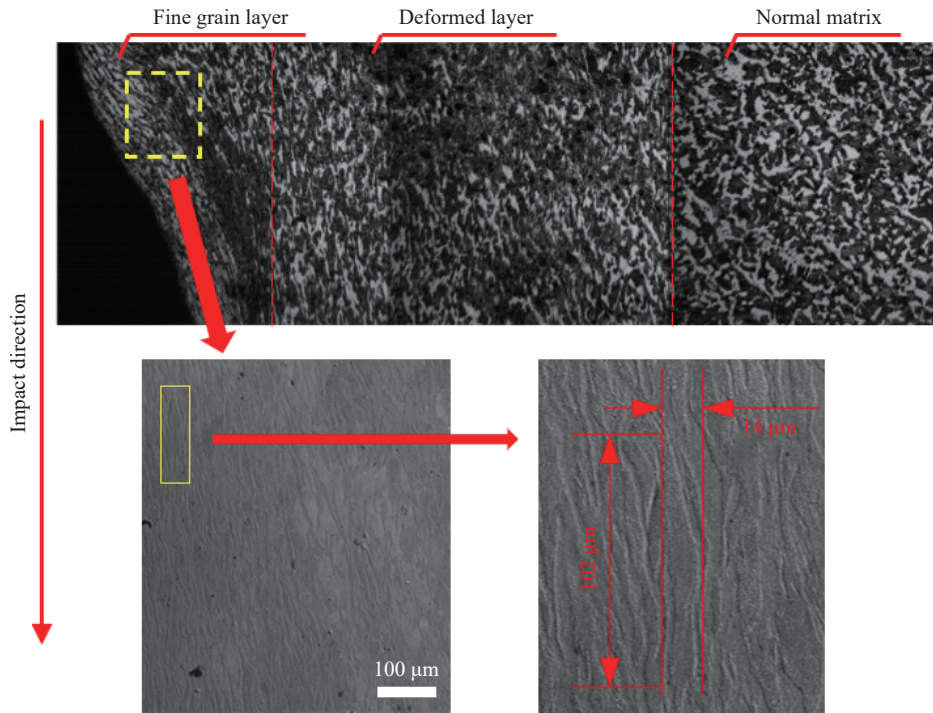 Fine grain layer
Deformed layer
Normal matrix
Impact direction
14 μm
102 μm
100 μm